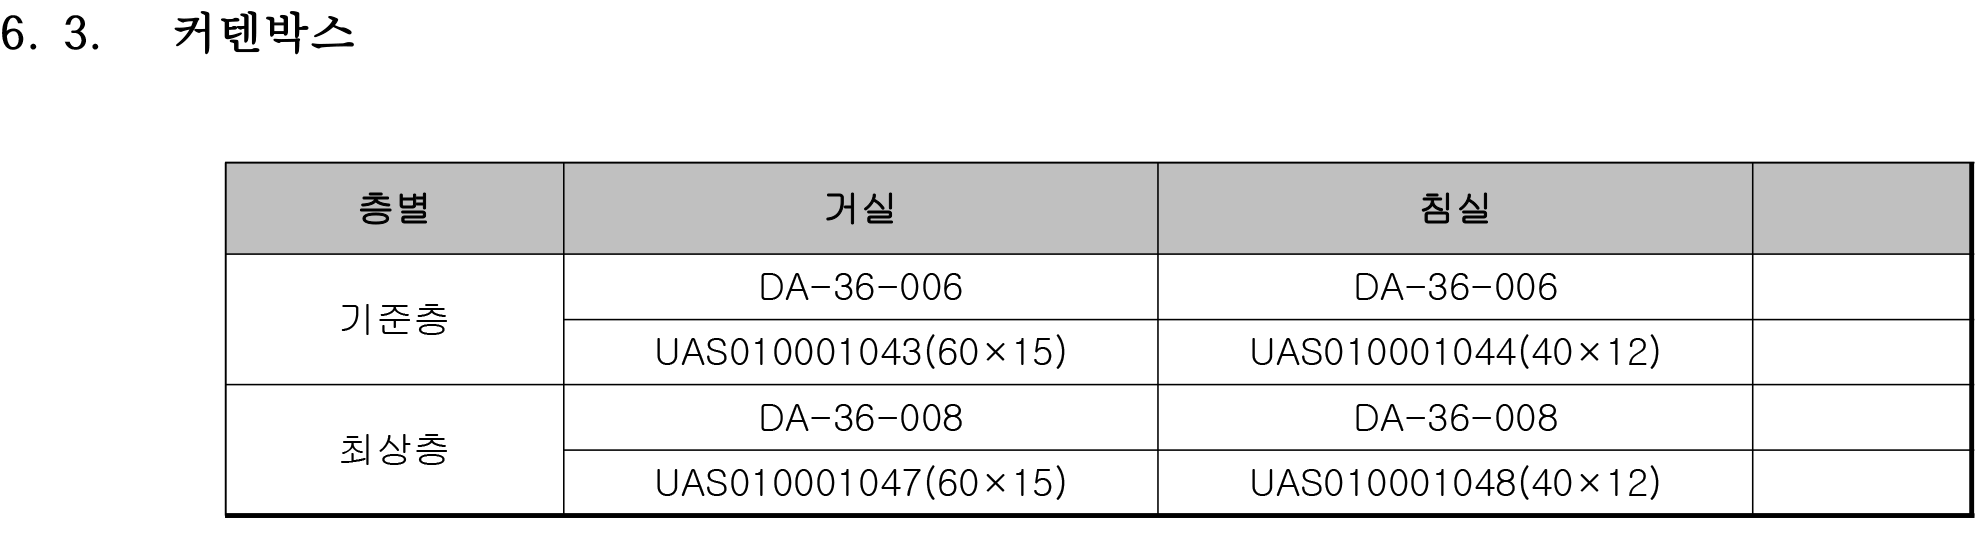 6. 3. 커텐박스
층별 거실 침실
기준층 DA-36-006 DA-36-006
UAS010001043(60×15) UAS010001044(40×12)
최상층 DA-36-008 DA-36-008
UAS010001047(60×15) UAS010001048(40×12)